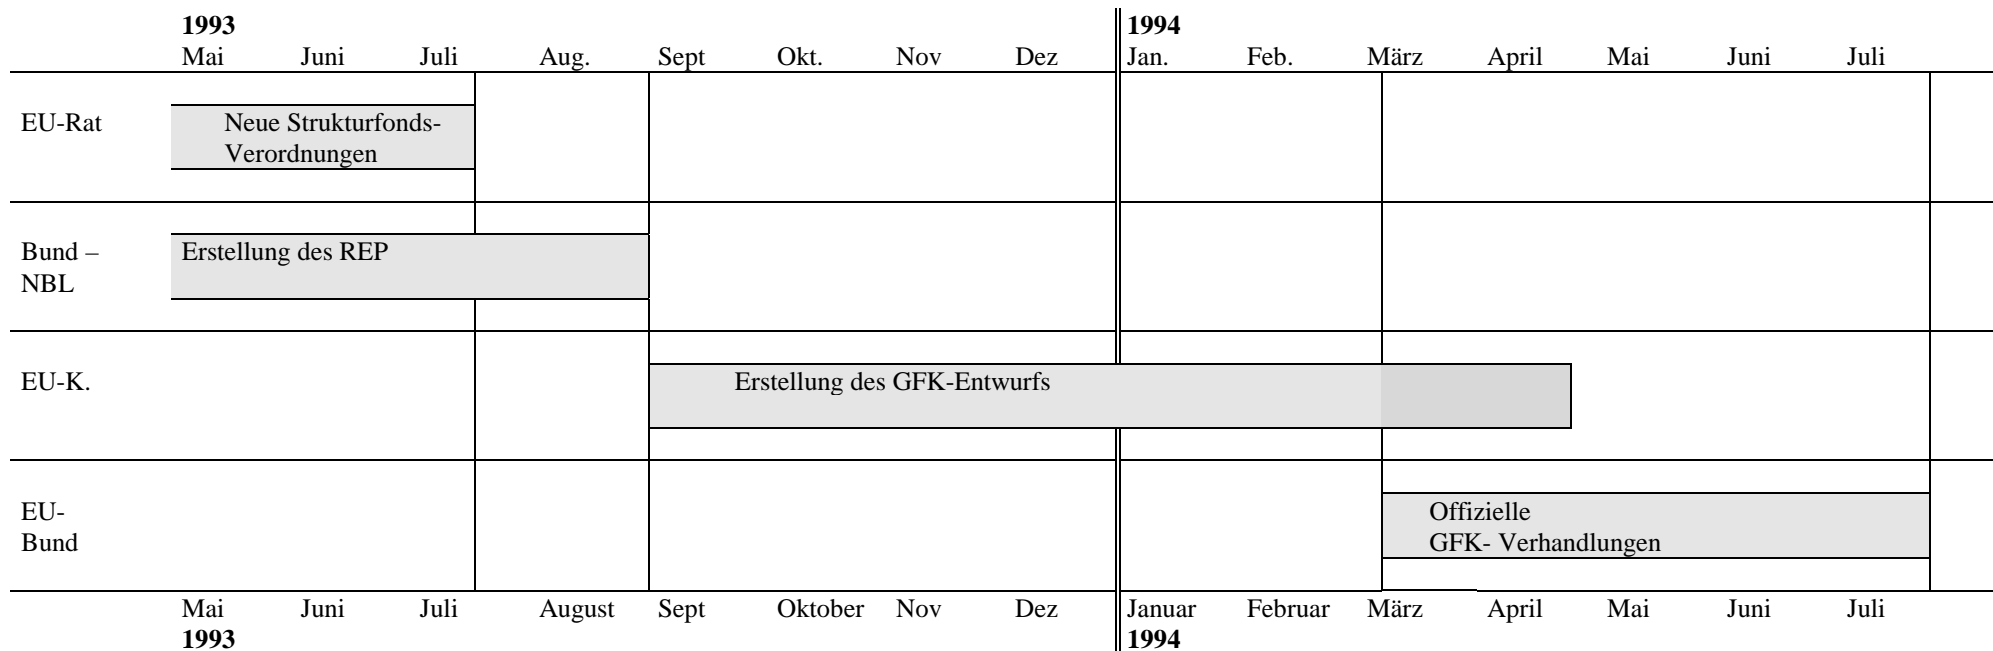 1993 1994
Mai Juni Juli Aug. Sept Okt. Nov Dez Jan. Feb. März April Mai Juni Juli
EU-Rat Neue Strukturfonds-
Verordnungen
Bund – Erstellung des REP
NBL
EU-K. Erstellung des GFK-Entwurfs
EU- Offizielle
Bund GFK- Verhandlungen
Mai Juni Juli August Sept Oktober Nov Dez Januar Februar März April Mai Juni Juli
1993 1994